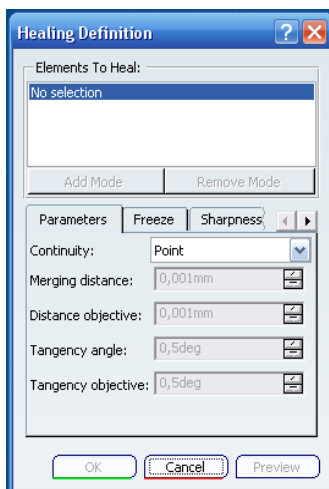 Healing Definition
Elements To Heal:
No selection
Add Mode Remove Mode
Parameters Freeze Sharpness
Continuity: Point
Merging distance: 0,001mm
Distance objective: 0,001mm
Tangency angle: 0,5deg
Tangency objective: 0,5deg
OK Cancel Preview